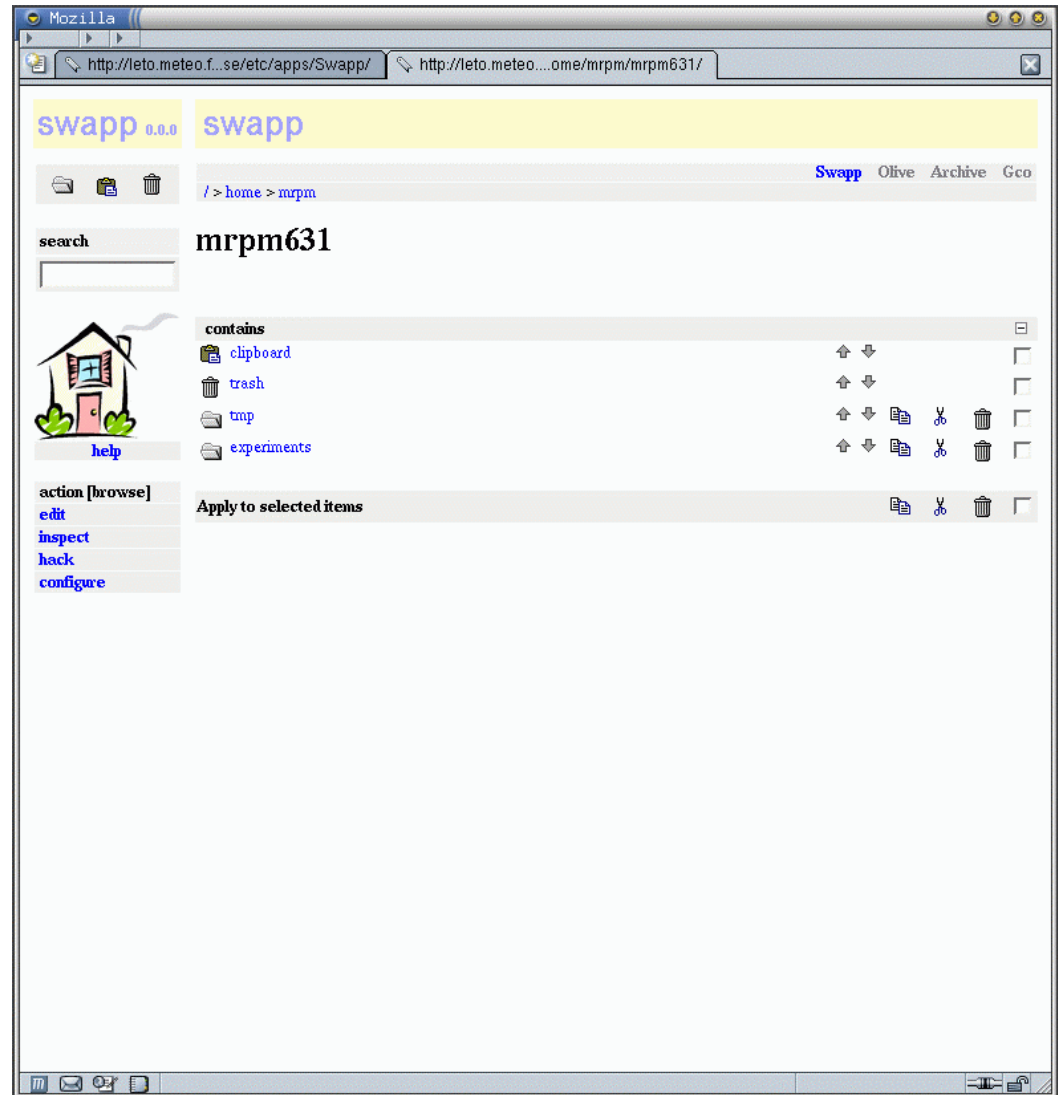 Mozilla
http://leto.meteo.f...se/etc/apps/Swapp/ http://leto.meteo....ome/mrpm/mrpm631/
swapp 0.0.0 swapp
Swapp Olive Archive Gco
/ > home > mrpm
search
mrpm631
contains
clipboard
trash
tmp
experiments
help
action [browse]
edit
inspect
hack
configure
Apply to selected items